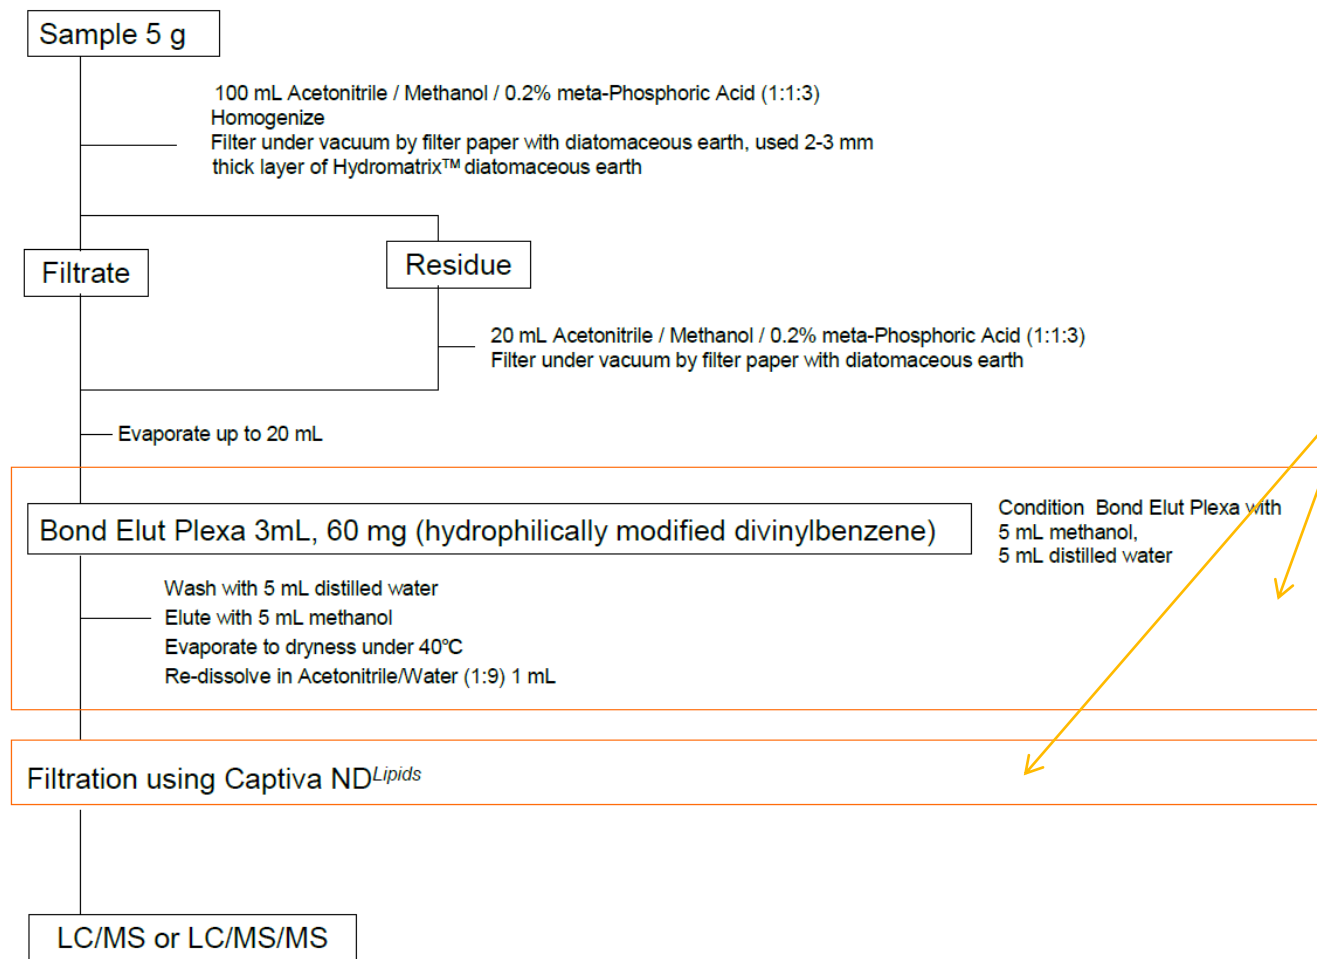 Sample 5 g
100 mL Acetonitrile / Methanol / 0.2% meta-Phosphoric Acid (1:1:3)
Homogenize
Filter under vacuum by filter paper with diatomaceous earth, used 2-3 mm
thick layer of Hydromatrix™ diatomaceous earth
Filtrate
Residue
20 mL Acetonitrile / Methanol / 0.2% meta-Phosphoric Acid (1:1:3)
Filter under vacuum by filter paper with diatomaceous earth
Evaporate up to 20 mL
Bond Elut Plexa 3mL, 60 mg (hydrophilically modified divinylbenzene)
Condition Bond Elut Plexa with
5 mL methanol,
5 mL distilled water
Wash with 5 mL distilled water
Elute with 5 mL methanol
Evaporate to dryness under 40°C
Re-dissolve in Acetonitrile/Water (1:9) 1 mL
Filtration using Captiva ND Lipids
LC/MS or LC/MS/MS